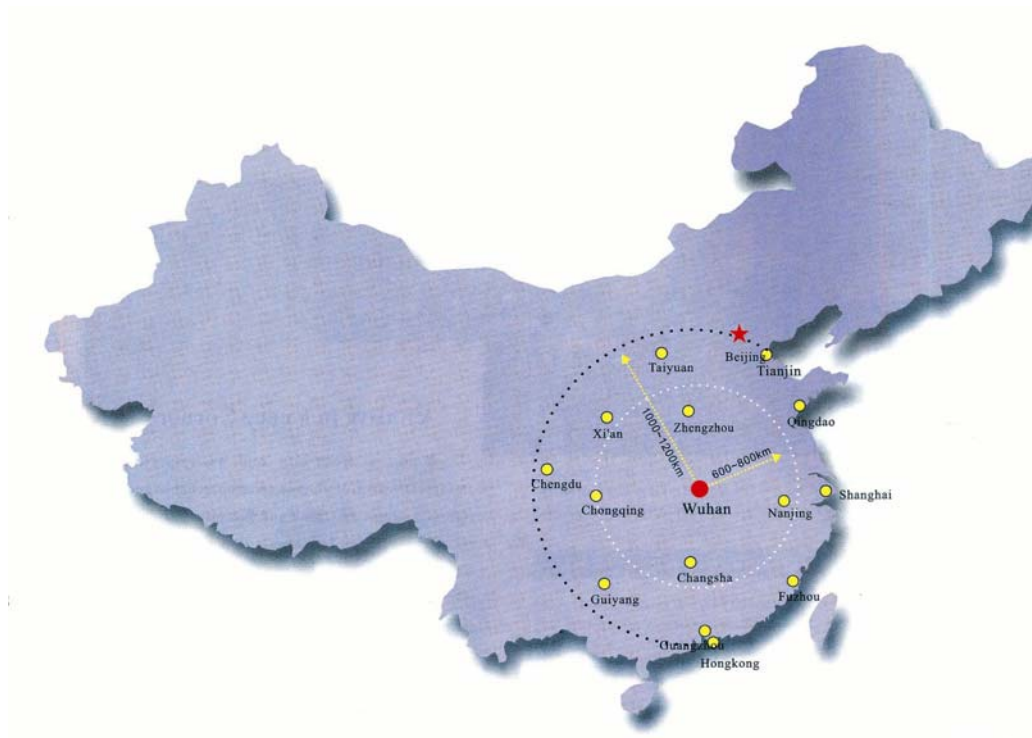 Beijing
Taiyuan
Tianjin
1000~1200km
Xi'an
Zhengzhou
Qingdao
600~800km
Chengdu
Chongqing
Wuhan
Nanjing
Shanghai
Changsha
Guiyang
Fuzhou
Guangzhou
Hongkong